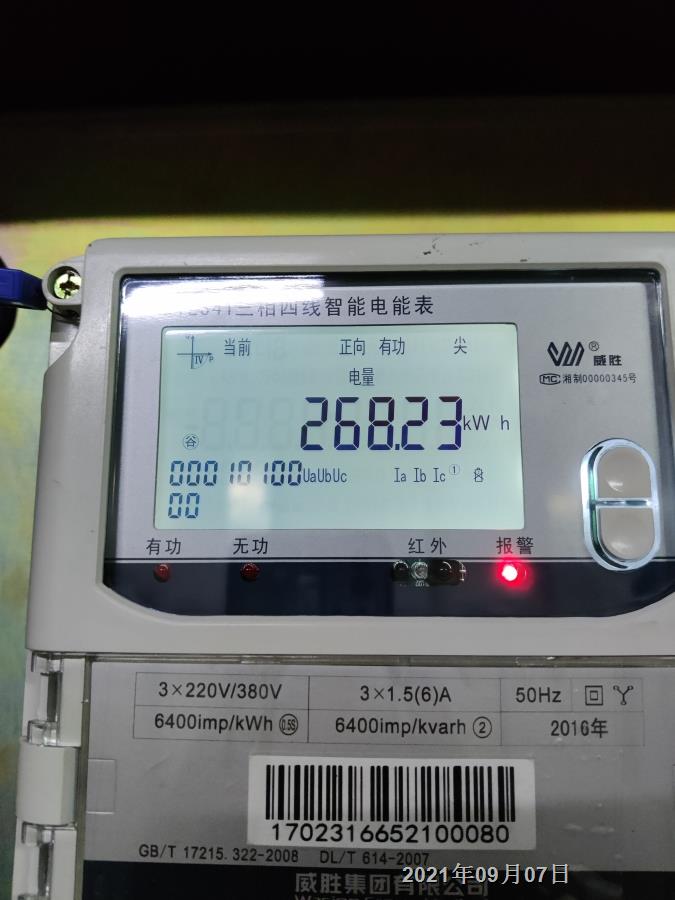 341三相四线智能电能表
当前 正向 有功 尖
电量
268.23 kW h
谷
00010100 UaUbUc Ia Ib Ic ①
00
威胜®
MC 湘制00000345号
有功 无功 红外 报警
3×220V/380V 3×1.5(6)A 50Hz
6400imp/kWh 0.5S 6400imp/kvarh ② 2016年
1702316652100080
GB/T 17215.322-2008 DL/T 614-2007
威胜集团有限公司
2021年09月07日